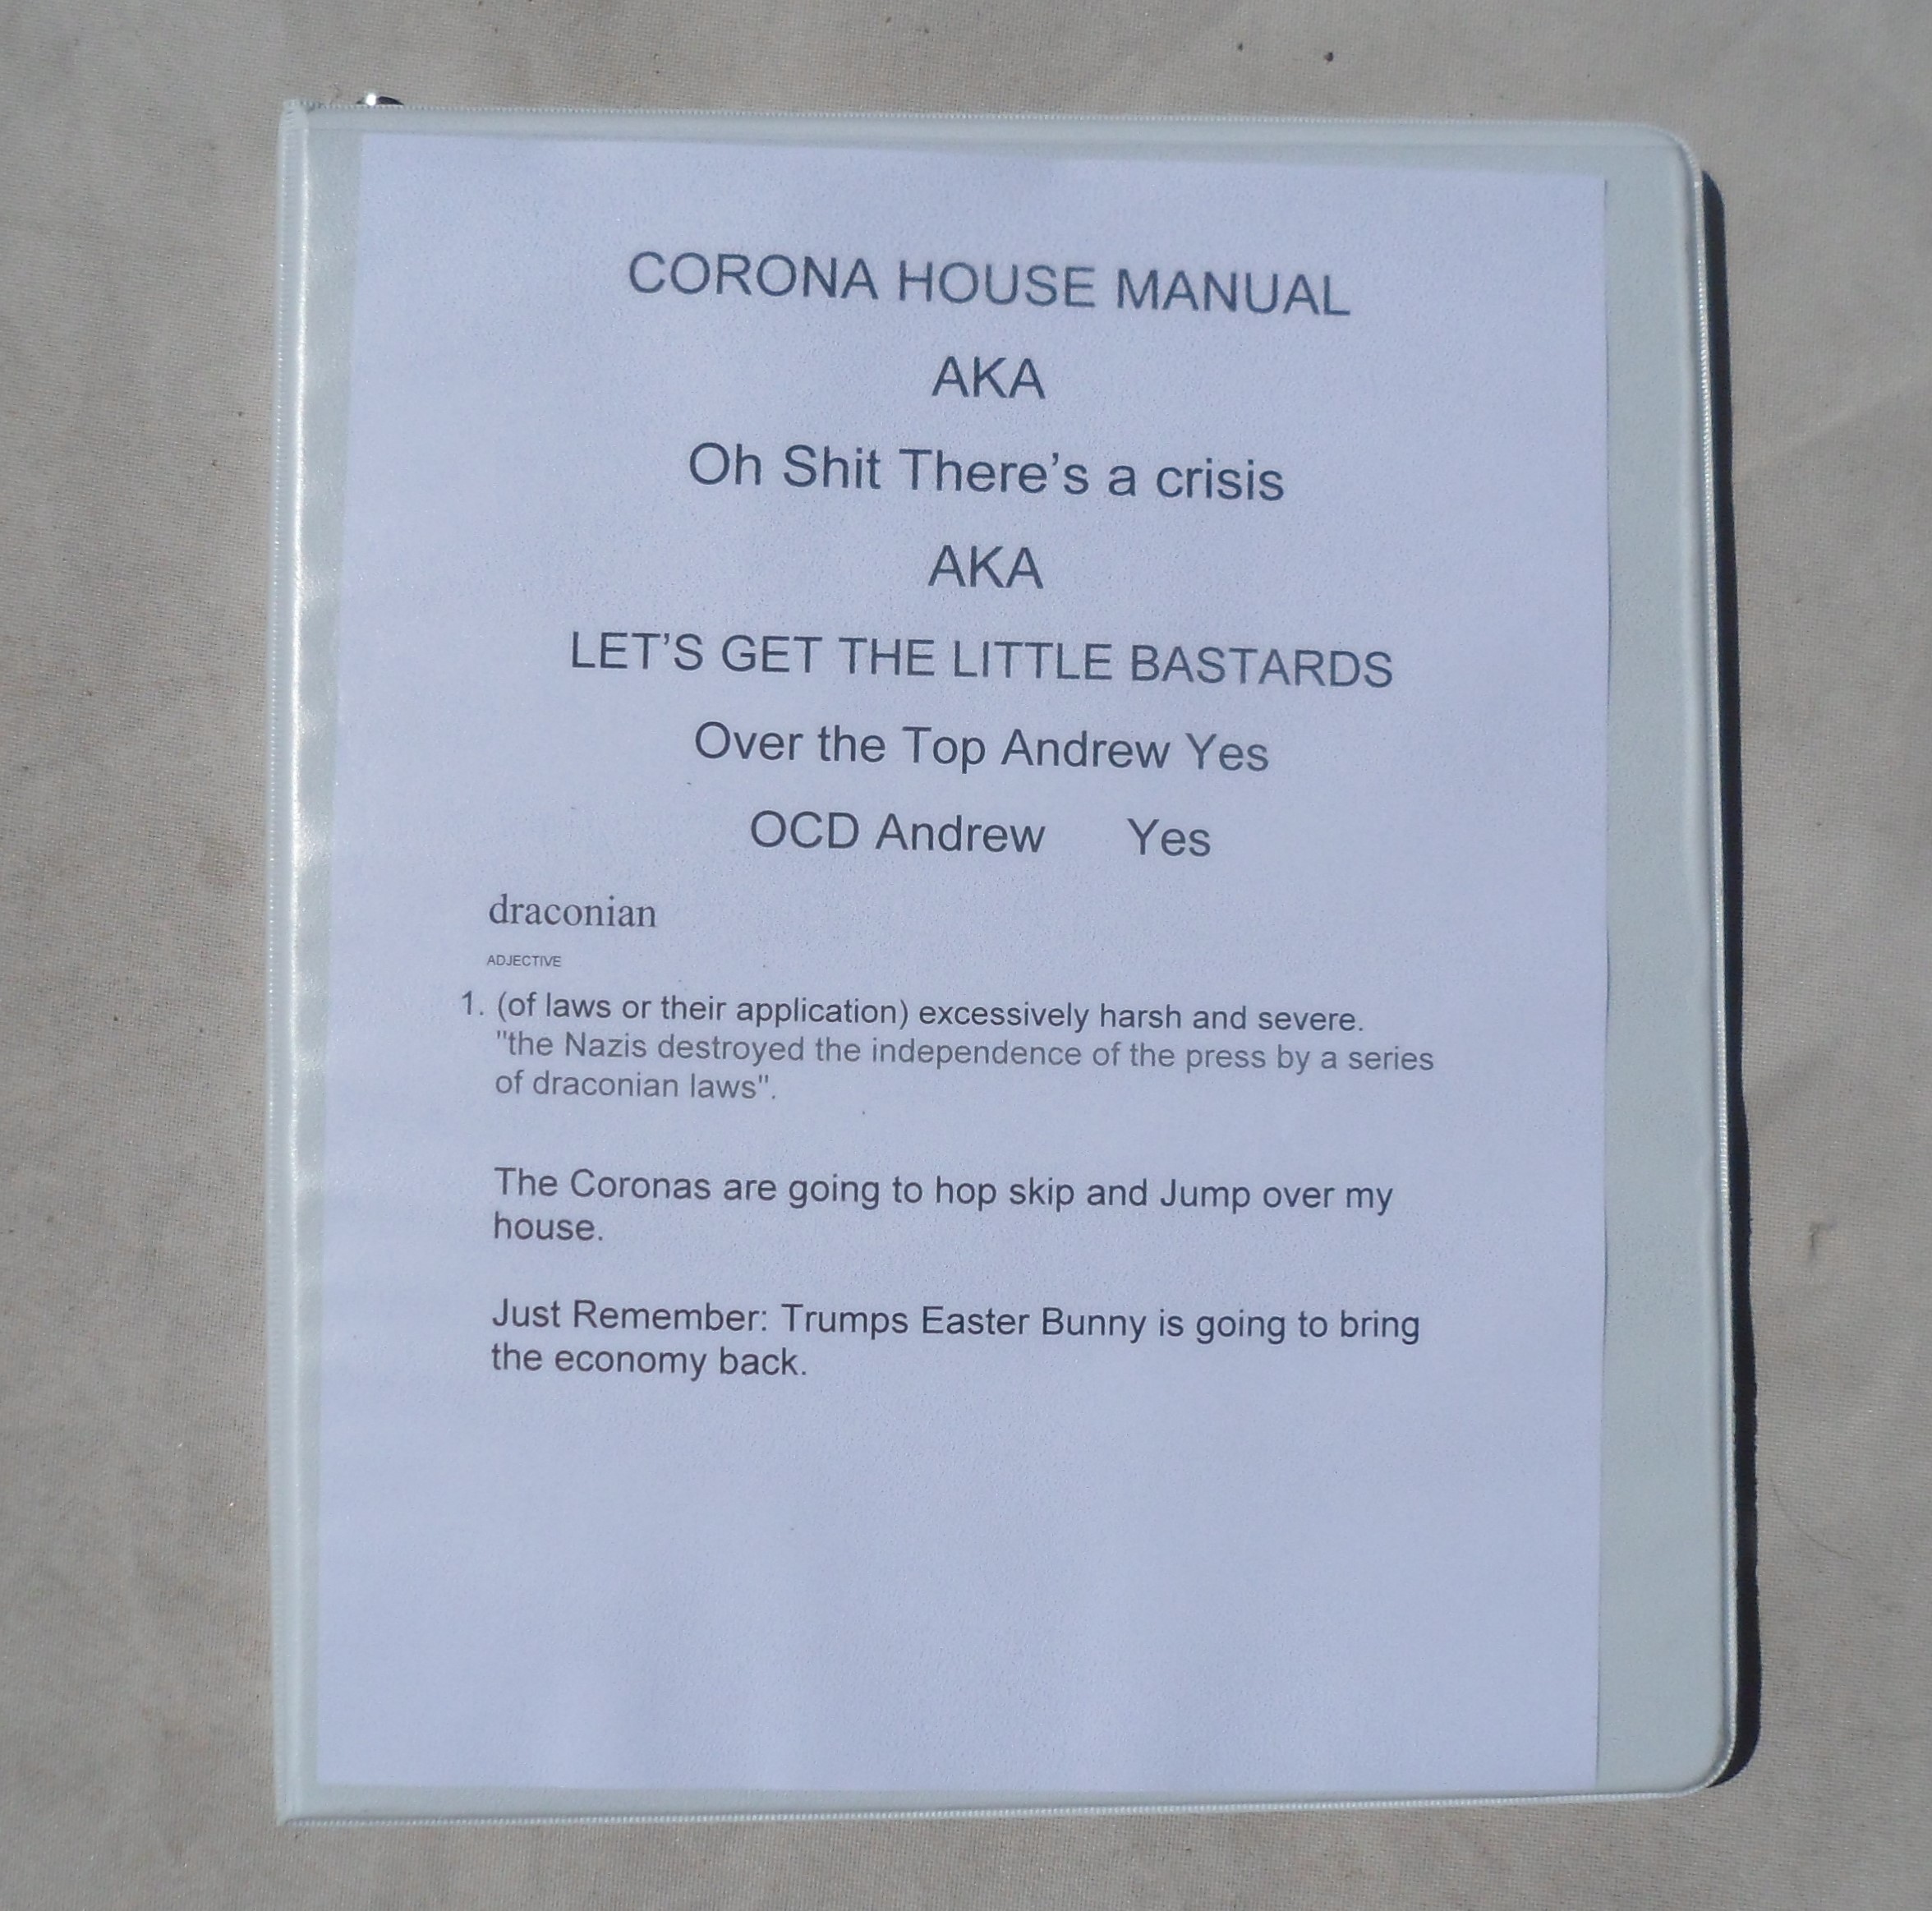 CORONA HOUSE MANUAL
AKA
Oh Shit There’s a crisis
AKA
LET’S GET THE LITTLE BASTARDS
Over the Top Andrew Yes
OCD Andrew Yes
draconian
ADJECTIVE
1. (of laws or their application) excessively harsh and severe.
"the Nazis destroyed the independence of the press by a series
of draconian laws".
The Coronas are going to hop skip and Jump over my
house.
Just Remember: Trumps Easter Bunny is going to bring
the economy back.